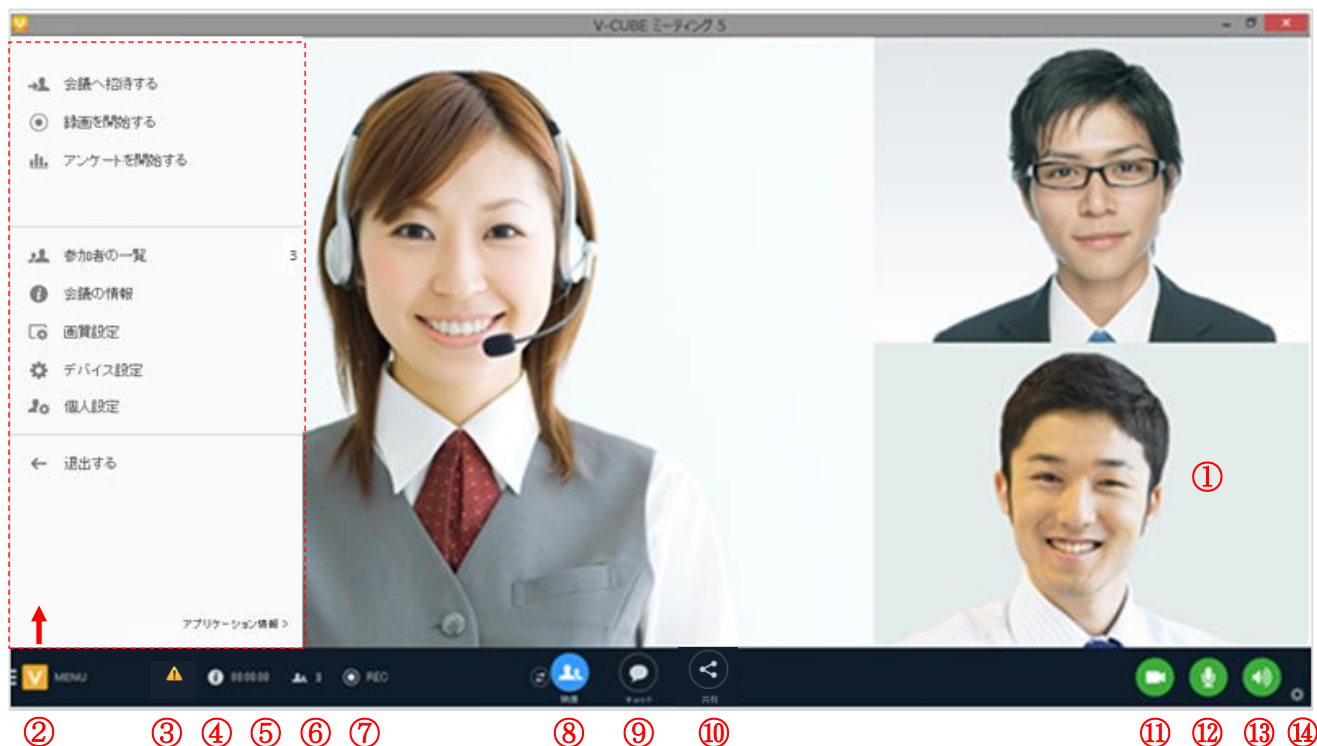 V-CUBE ミーティング 5
会議へ招待する
録画を開始する
アンケートを開始する
参加者の一覧 3
会議の情報
画質設定
デバイス設定
個人設定
退出する
①
アプリケーション情報 >
MENU 00:00:00 3 REC
映像 チャット 共有
② ③ ④ ⑤ ⑥ ⑦ ⑧ ⑨ ⑩ ⑪ ⑫ ⑬ ⑭